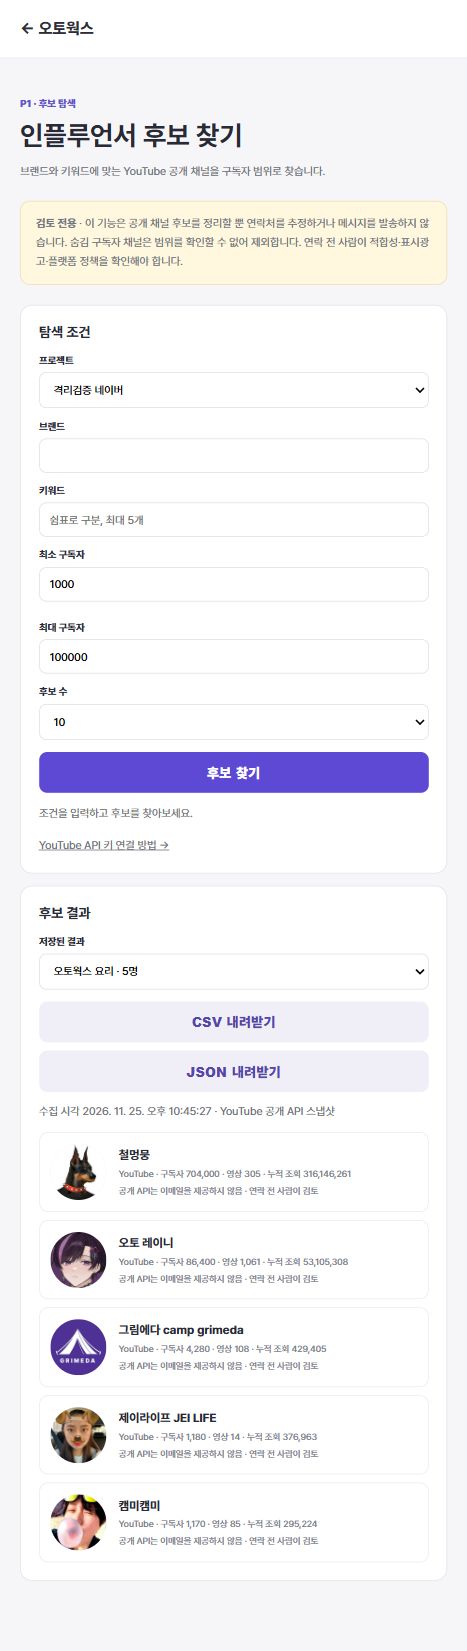 ← 오토웍스
P1 · 후보 탐색
인플루언서 후보 찾기
브랜드와 키워드에 맞는 YouTube 공개 채널을 구독자 범위로 찾습니다.
검토 전용 · 이 기능은 공개 채널 후보를 정리할 뿐 연락처를 추정하거나 메시지를 발송하지 않
습니다. 숨김 구독자 채널은 범위를 확인할 수 없어 제외합니다. 연락 전 사람이 적합성·표시광
고·플랫폼 정책을 확인해야 합니다.
탐색 조건
프로젝트
격리검증 네이버
브랜드
키워드
쉼표로 구분, 최대 5개
최소 구독자
1000
최대 구독자
100000
후보 수
10
후보 찾기
조건을 입력하고 후보를 찾아보세요.
YouTube API 키 연결 방법 →
후보 결과
저장된 결과
오토웍스 요리 · 5명
CSV 내려받기
JSON 내려받기
수집 시각 2026. 11. 25. 오후 10:45:27 · YouTube 공개 API 스냅샷
철멍뭉
YouTube · 구독자 704,000 · 영상 305 · 누적 조회 316,146,261
공개 API는 이메일을 제공하지 않음 · 연락 전 사람이 검토
오토 레이니
YouTube · 구독자 86,400 · 영상 1,061 · 누적 조회 53,105,308
공개 API는 이메일을 제공하지 않음 · 연락 전 사람이 검토
그림에다 camp grimeda
YouTube · 구독자 4,280 · 영상 108 · 누적 조회 429,405
공개 API는 이메일을 제공하지 않음 · 연락 전 사람이 검토
GRIMEDA
제이라이프 JEI LIFE
YouTube · 구독자 1,180 · 영상 14 · 누적 조회 376,963
공개 API는 이메일을 제공하지 않음 · 연락 전 사람이 검토
캠미캠미
YouTube · 구독자 1,170 · 영상 85 · 누적 조회 295,224
공개 API는 이메일을 제공하지 않음 · 연락 전 사람이 검토